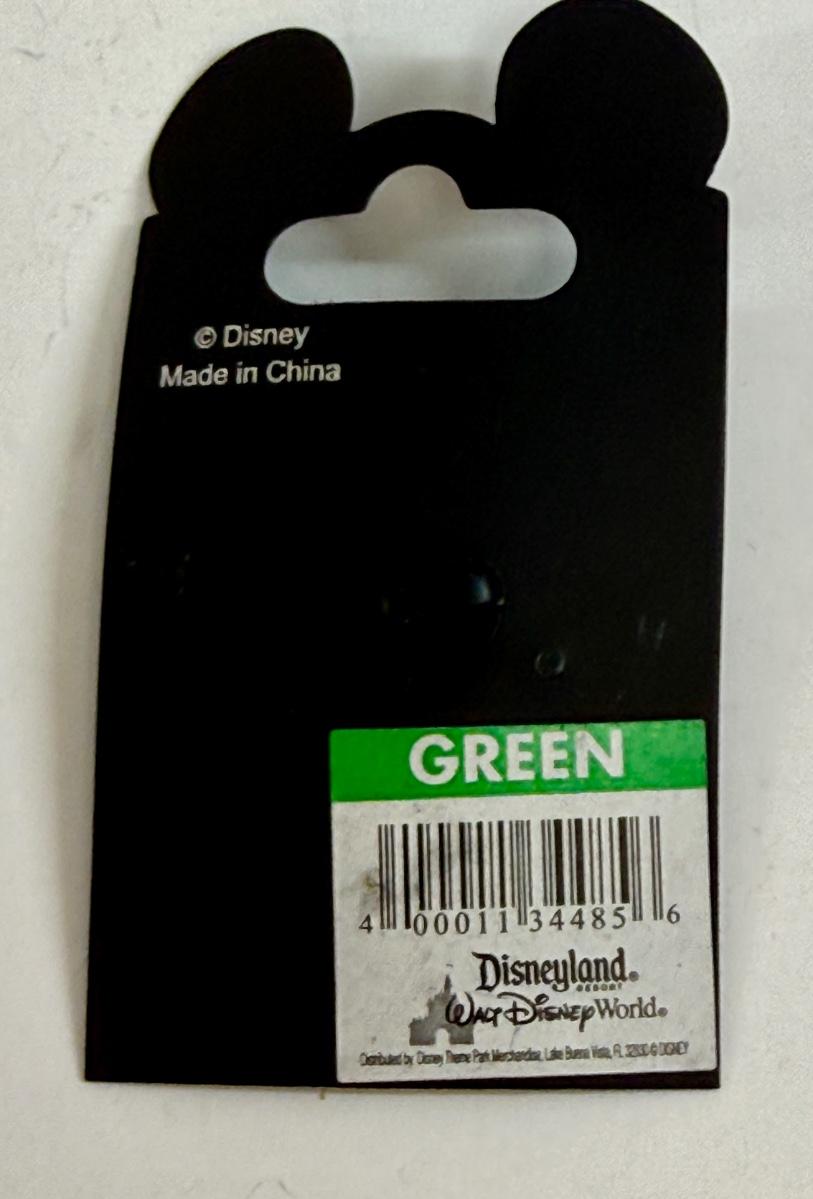 © Disney
Made in China
GREEN
4 00011 34485 6
Disneyland®
RESORT
Walt Disney World®
Distributed by Disney Theme Park Merchandise, Lake Buena Vista, FL 32830 © DISNEY